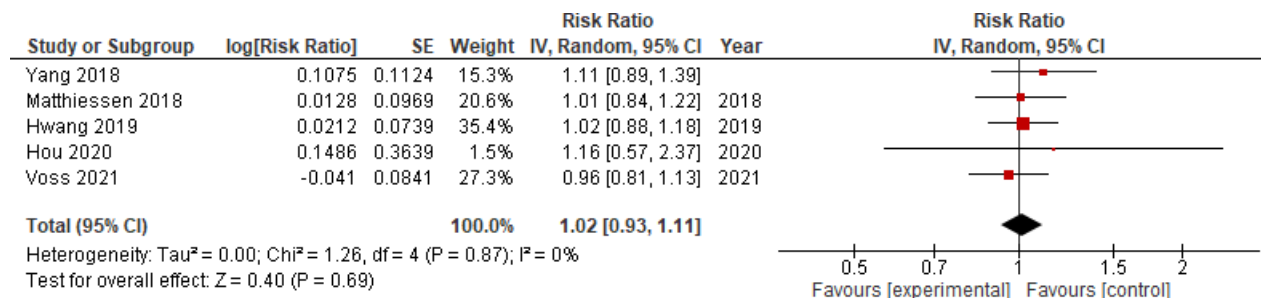 Risk Ratio Risk Ratio
Study or Subgroup log[Risk Ratio] SE Weight IV, Random, 95% CI Year IV, Random, 95% CI
Yang 2018 0.1075 0.1124 15.3% 1.11 [0.89, 1.39]
Matthiessen 2018 0.0128 0.0969 20.6% 1.01 [0.84, 1.22] 2018
Hwang 2019 0.0212 0.0739 35.4% 1.02 [0.88, 1.18] 2019
Hou 2020 0.1486 0.3639 1.5% 1.16 [0.57, 2.37] 2020
Voss 2021 -0.041 0.0841 27.3% 0.96 [0.81, 1.13] 2021
Total (95% CI) 100.0% 1.02 [0.93, 1.11]
Heterogeneity: Tau² = 0.00; Chi² = 1.26, df = 4 (P = 0.87); I² = 0%
Test for overall effect: Z = 0.40 (P = 0.69)
0.5 0.7 1 1.5 2
Favours [experimental] Favours [control]